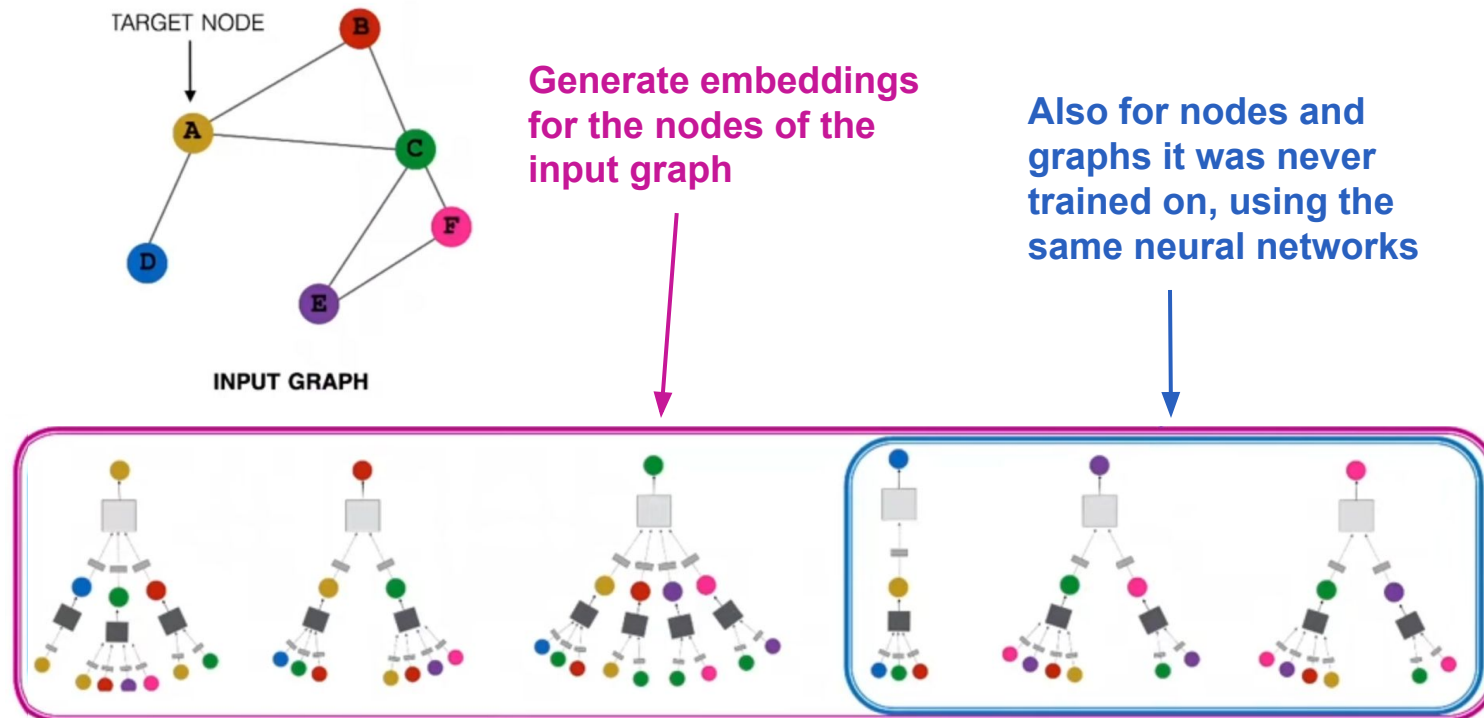 TARGET NODE
B
A
C
F
D
E
INPUT GRAPH
Generate embeddings
for the nodes of the
input graph
Also for nodes and
graphs it was never
trained on, using the
same neural networks